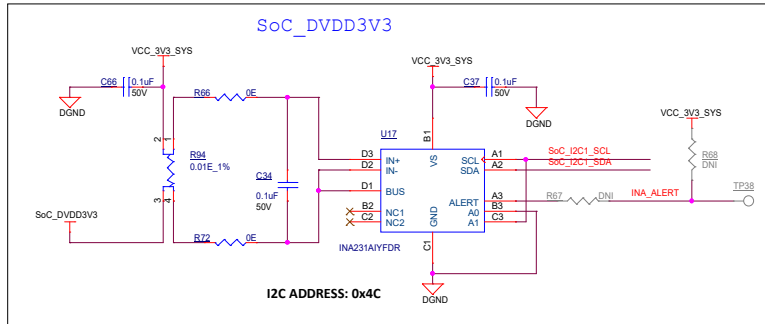 SoC_DVDD3V3
VCC_3V3_SYS
C66
0.1uF
50V
DGND
R66
0E
2
1
R94
0.01E_1%
3
4
SoC_DVDD3V3
R72
0E
C34
0.1uF
50V
VCC_3V3_SYS
C37
0.1uF
50V
DGND
U17
B1
VS
D3
IN+
D2
IN-
D1
BUS
B2
NC1
C2
NC2
SCL
A1
SoC_I2C1_SCL
SDA
A2
SoC_I2C1_SDA
ALERT
A3
A0
B3
A1
C3
GND
C1
INA231AIYFDR
DGND
R67
DNI
INA_ALERT
VCC_3V3_SYS
R68
DNI
TP38
I2C ADDRESS: 0x4C